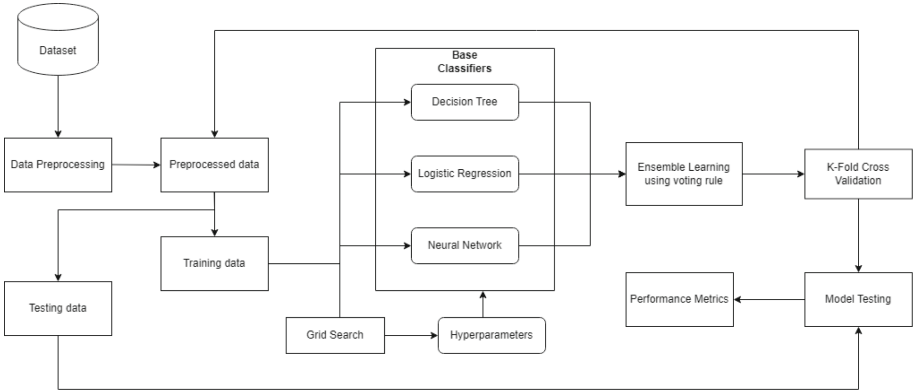 Dataset
Base
Classifiers
Decision Tree
Data Preprocessing
Preprocessed data
Logistic Regression
Ensemble Learning
using voting rule
K-Fold Cross
Validation
Neural Network
Training data
Testing data
Performance Metrics
Model Testing
Grid Search
Hyperparameters